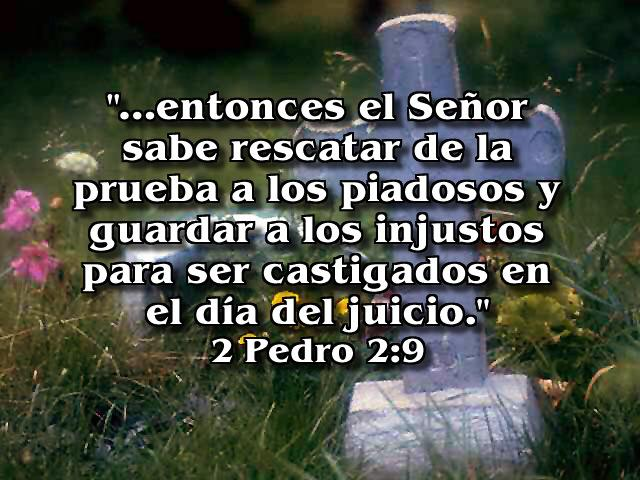 "...entonces el Señor
sabe rescatar de la
prueba a los piadosos y
guardar a los injustos
para ser castigados en
el día del juicio."
2 Pedro 2:9